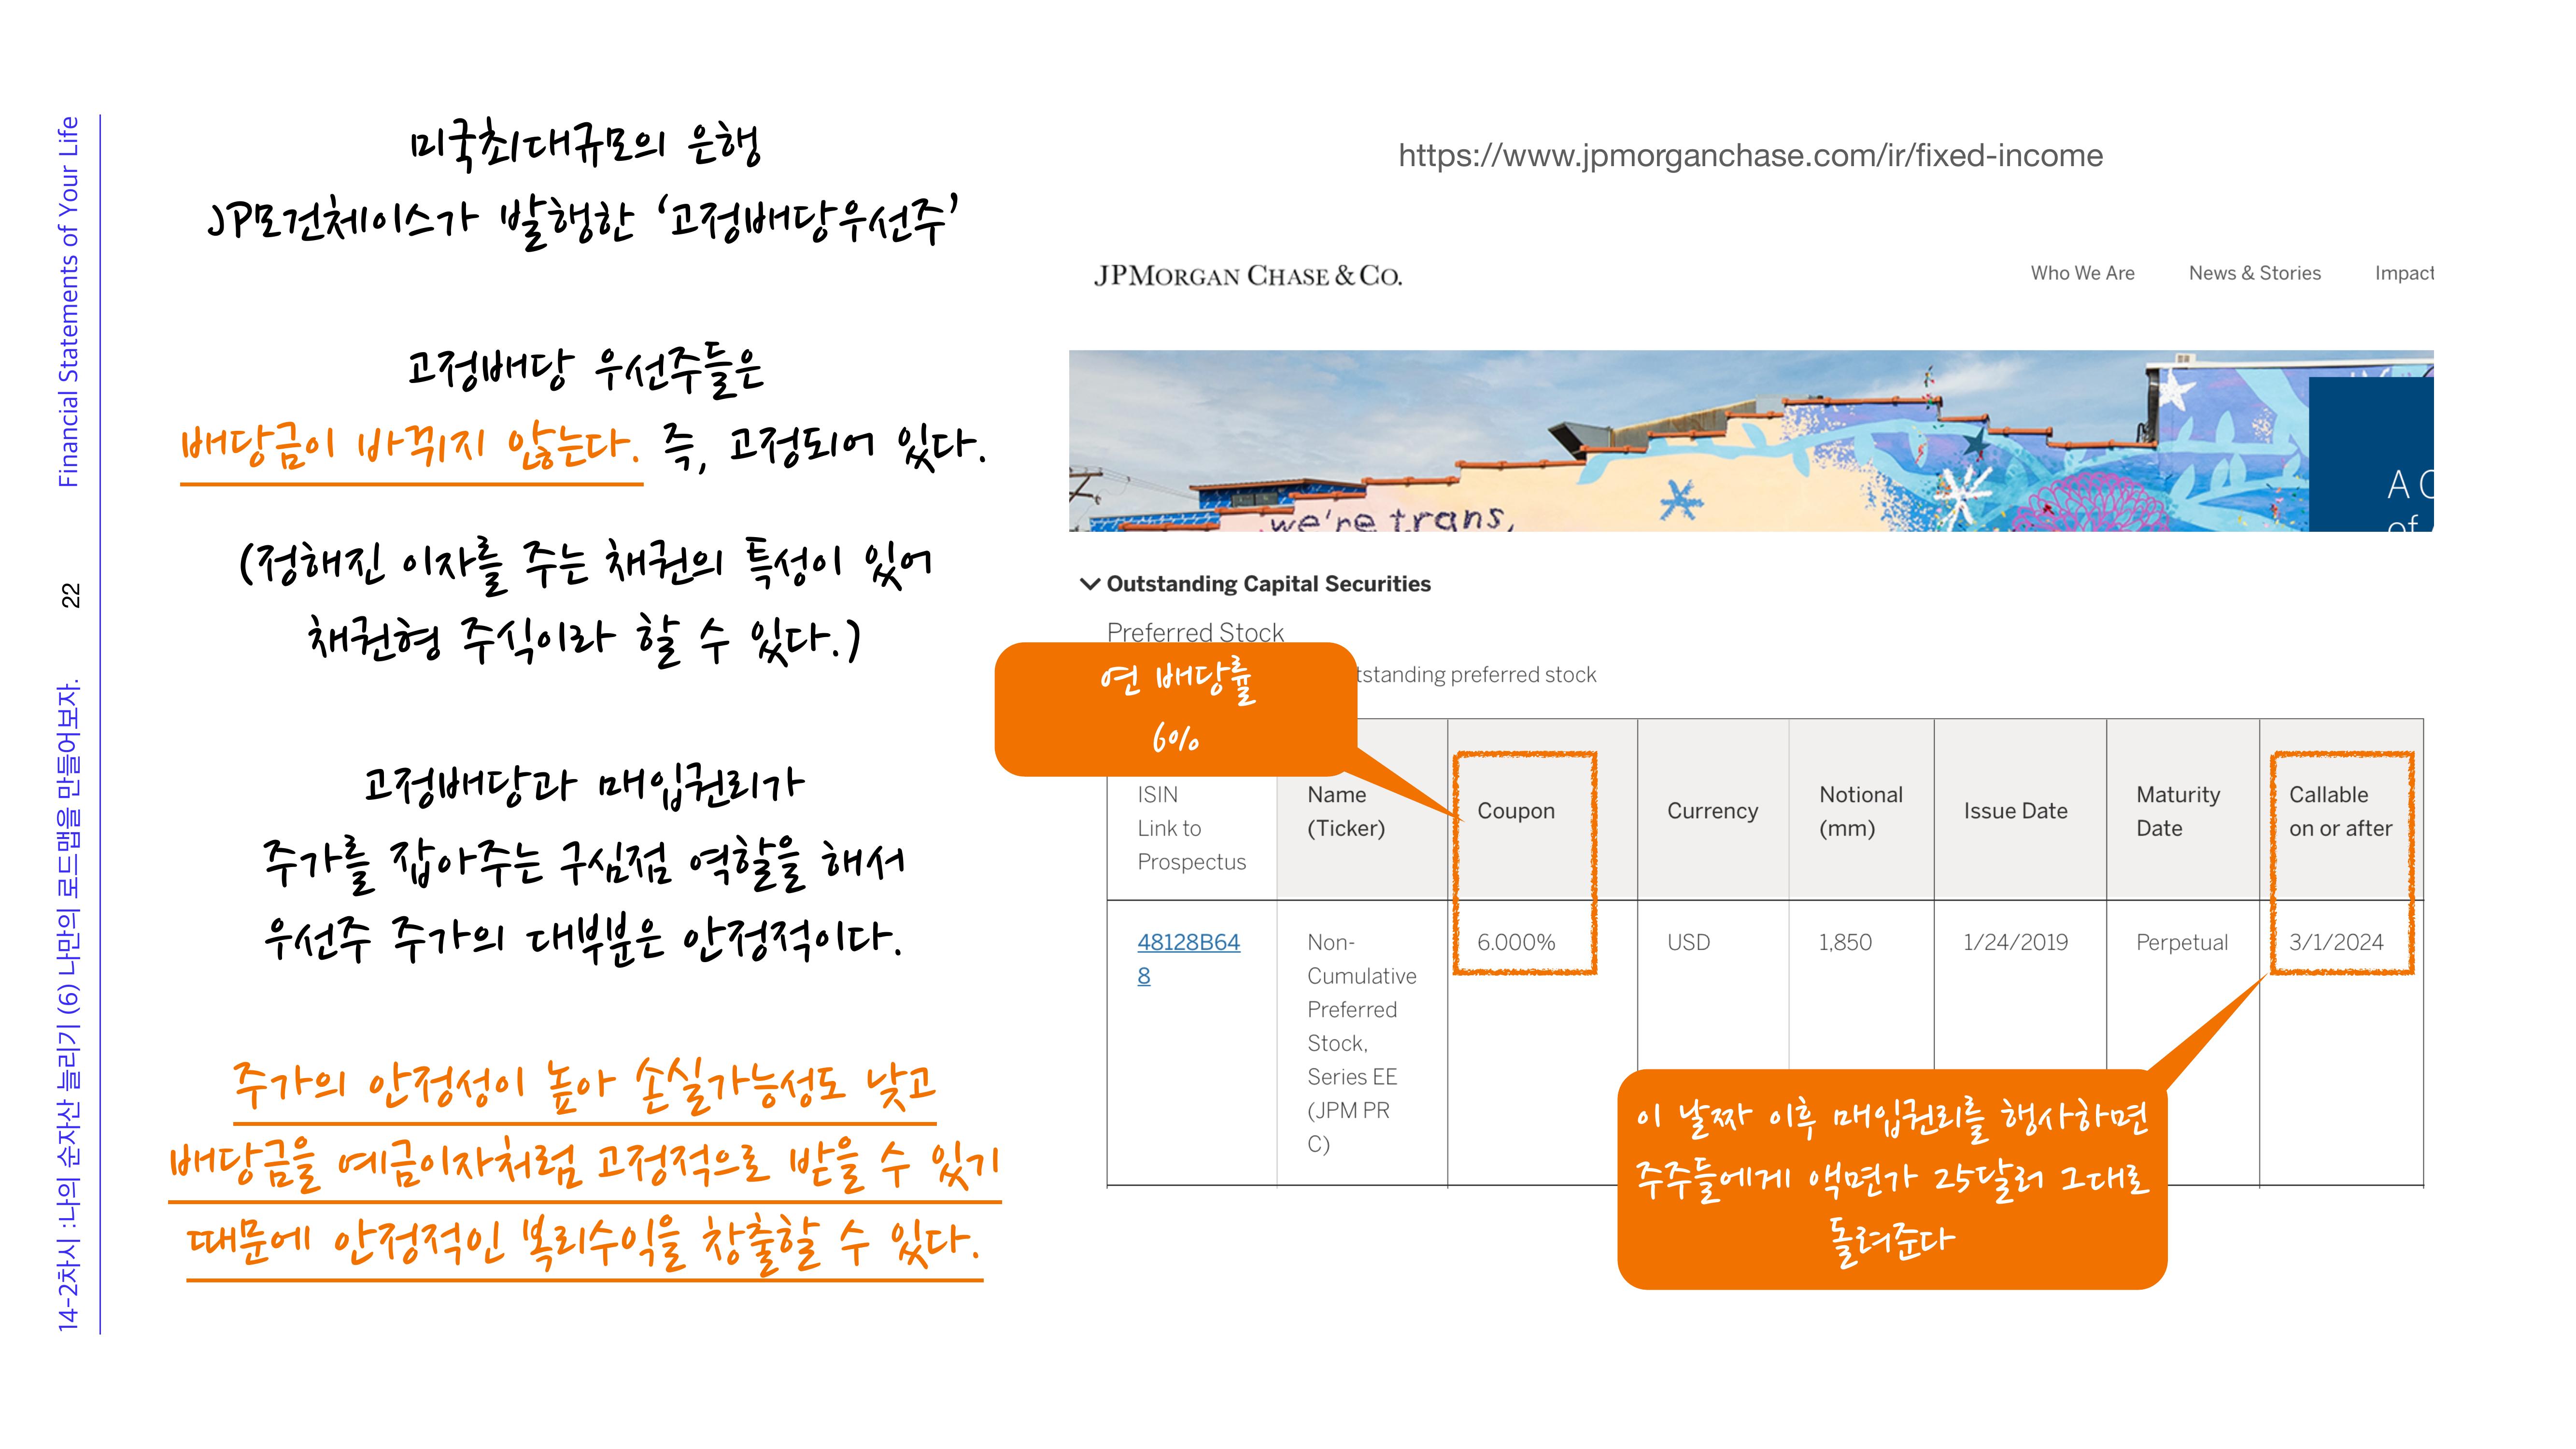 Financial Statements of Your Life
22
14-2차시 :나의 순자산 늘리기 (6) 나만의 로드맵을 만들어보자.
미국최대규모의 은행
JP모건체이스가 발행한 ‘고정배당우선주’
고정배당 우선주들은
배당금이 바뀌지 않는다. 즉, 고정되어 있다.
(정해진 이자를 주는 채권의 특성이 있어
채권형 주식이라 할 수 있다.)
고정배당과 매입권리가
주가를 잡아주는 구심점 역할을 해서
우선주 주가의 대부분은 안정적이다.
주가의 안정성이 높아 손실가능성도 낮고
배당금을 예금이자처럼 고정적으로 받을 수 있기
때문에 안정적인 복리수익을 창출할 수 있다.
https://www.jpmorganchase.com/ir/fixed-income
JPMORGAN CHASE & CO.
Who We Are News & Stories Impact
we're trans,
A C
of
Outstanding Capital Securities
Preferred Stock
tstanding preferred stock
연 배당률
6%
ISIN
Link to
Prospectus
Name
(Ticker)
Coupon
Currency
Notional
(mm)
Issue Date
Maturity
Date
Callable
on or after
48128B64
8
Non-
Cumulative
Preferred
Stock,
Series EE
(JPM PR
C)
6.000%
USD
1,850
1/24/2019
Perpetual
3/1/2024
이 날짜 이후 매입권리를 행사하면
주주들에게 액면가 25달러 그대로
돌려준다